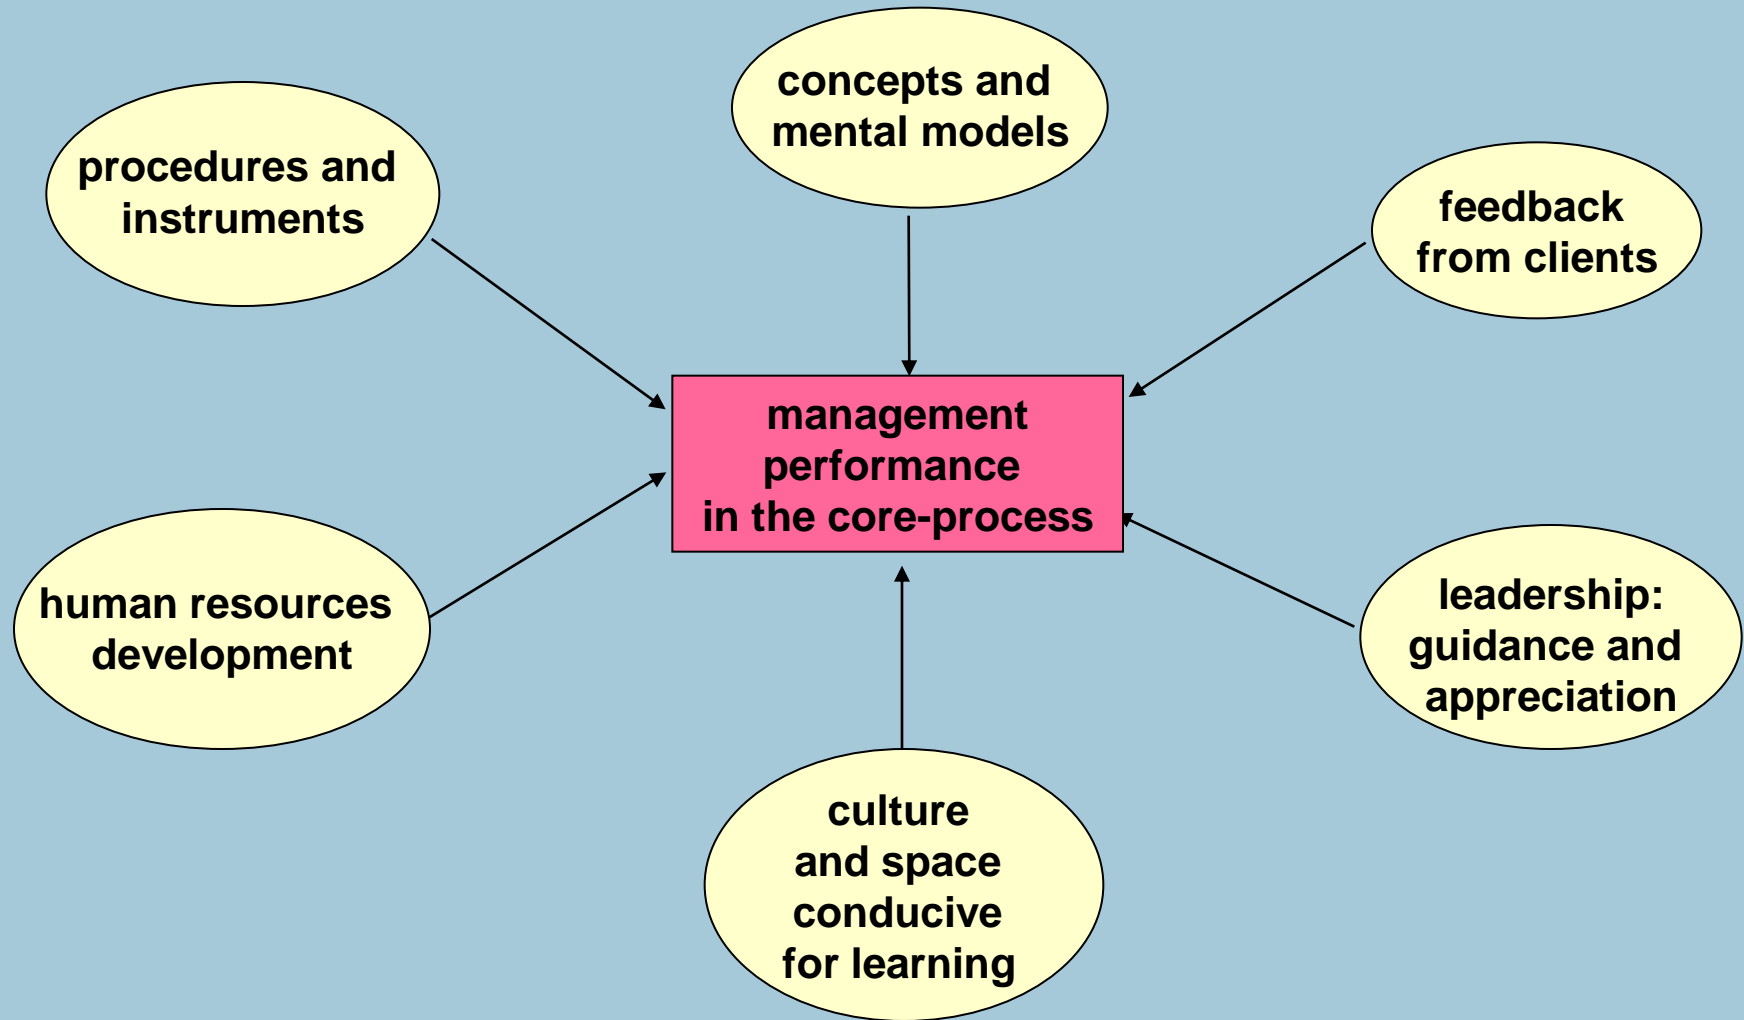 concepts and
mental models
procedures and
instruments
feedback
from clients
management
performance
in the core-process
human resources
development
leadership:
guidance and
appreciation
culture
and space
conducive
for learning